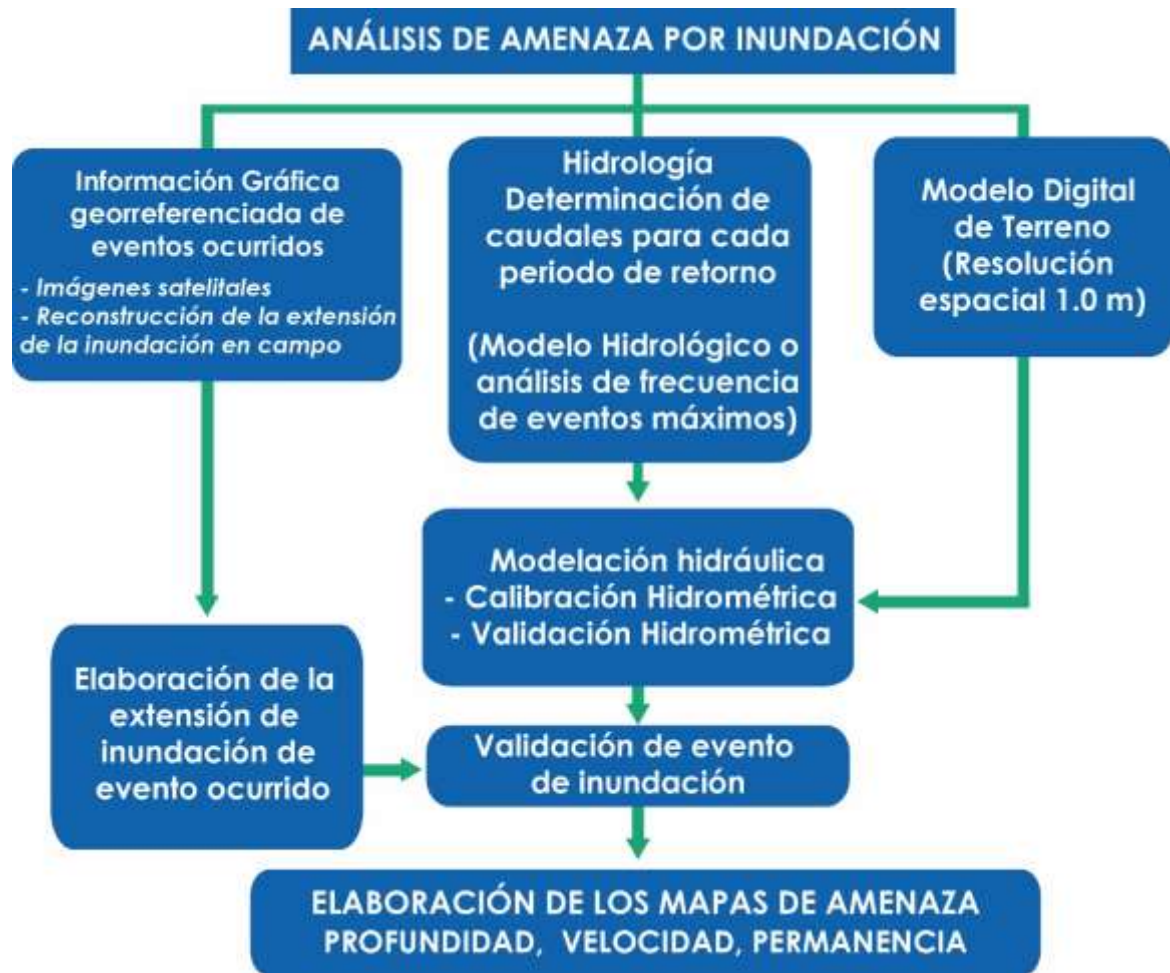 ANÁLISIS DE AMENAZA POR INUNDACIÓN
Información Gráfica
georreferenciada de
eventos ocurridos
- Imágenes satelitales
- Reconstrucción de la extensión
de la inundación en campo
Hidrología
Determinación de
caudales para cada
periodo de retorno
(Modelo Hidrológico o
análisis de frecuencia
de eventos máximos)
Modelo Digital
de Terreno
(Resolución
espacial 1.0 m)
Modelación hidráulica
- Calibración Hidrométrica
- Validación Hidrométrica
Elaboración de la
extensión de
inundación de
evento ocurrido
Validación de evento
de inundación
ELABORACIÓN DE LOS MAPAS DE AMENAZA
PROFUNDIDAD, VELOCIDAD, PERMANENCIA